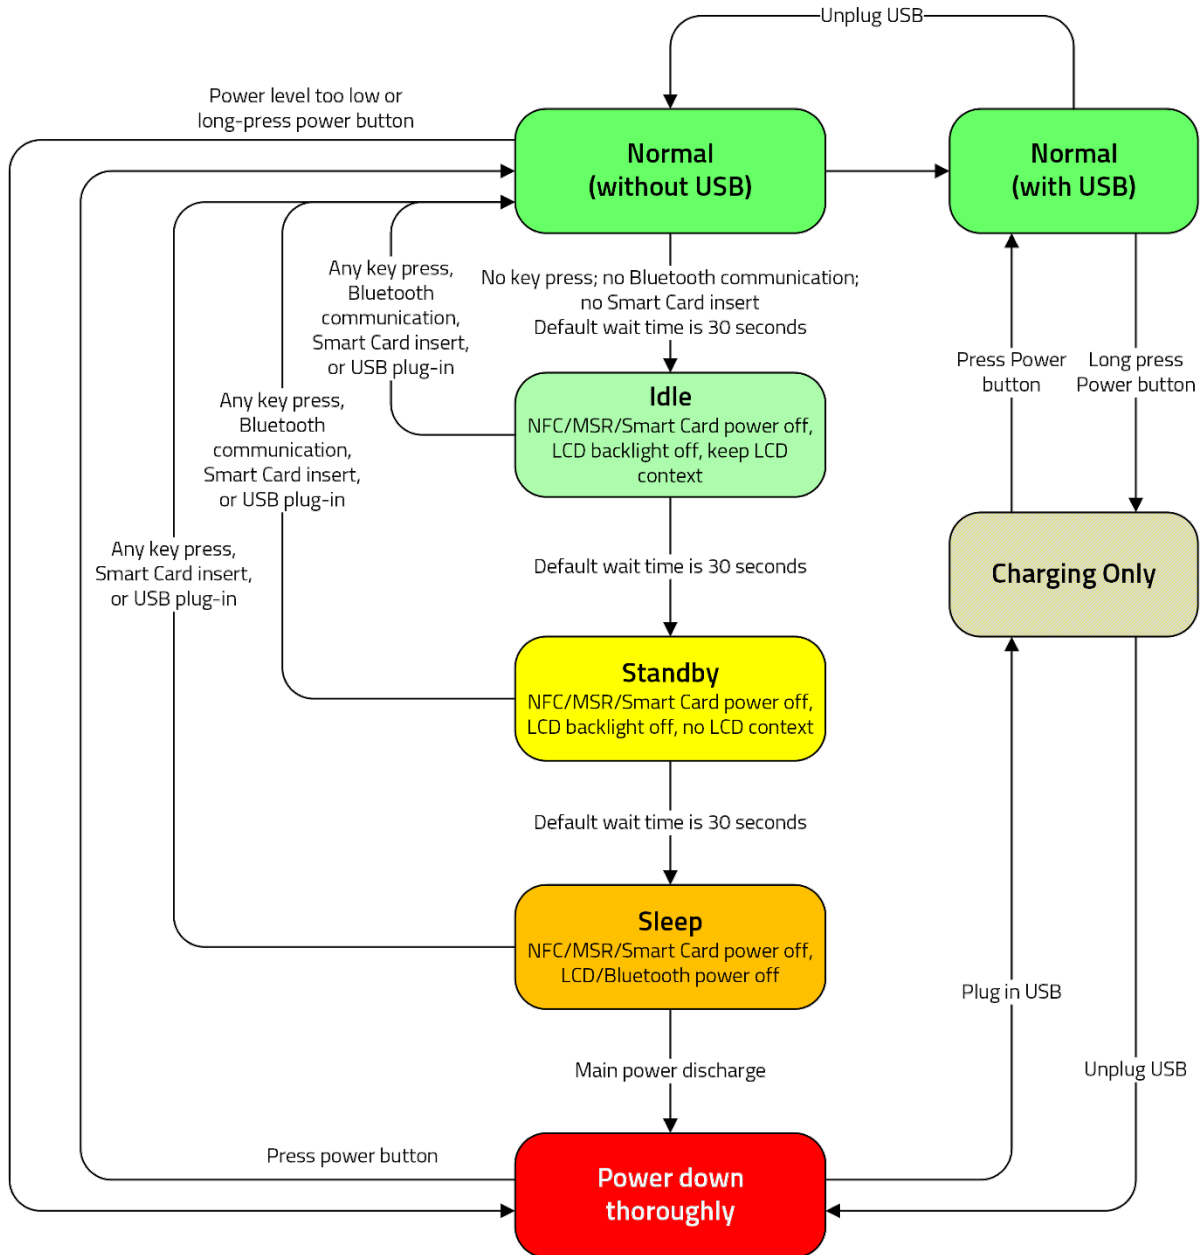 Unplug USB
Power level too low or
long-press power button
Normal
(without USB)
Normal
(with USB)
Any key press,
Bluetooth
communication,
Smart Card insert,
or USB plug-in
No key press; no Bluetooth communication;
no Smart Card insert
Default wait time is 30 seconds
Press Power
button
Long press
Power button
Any key press,
Bluetooth
communication,
Smart Card insert,
or USB plug-in
Idle
NFC/MSR/Smart Card power off,
LCD backlight off, keep LCD
context
Any key press,
Smart Card insert,
or USB plug-in
Default wait time is 30 seconds
Charging Only
Standby
NFC/MSR/Smart Card power off,
LCD backlight off, no LCD context
Default wait time is 30 seconds
Sleep
NFC/MSR/Smart Card power off,
LCD/Bluetooth power off
Plug in USB
Main power discharge
Unplug USB
Press power button
Power down
thoroughly